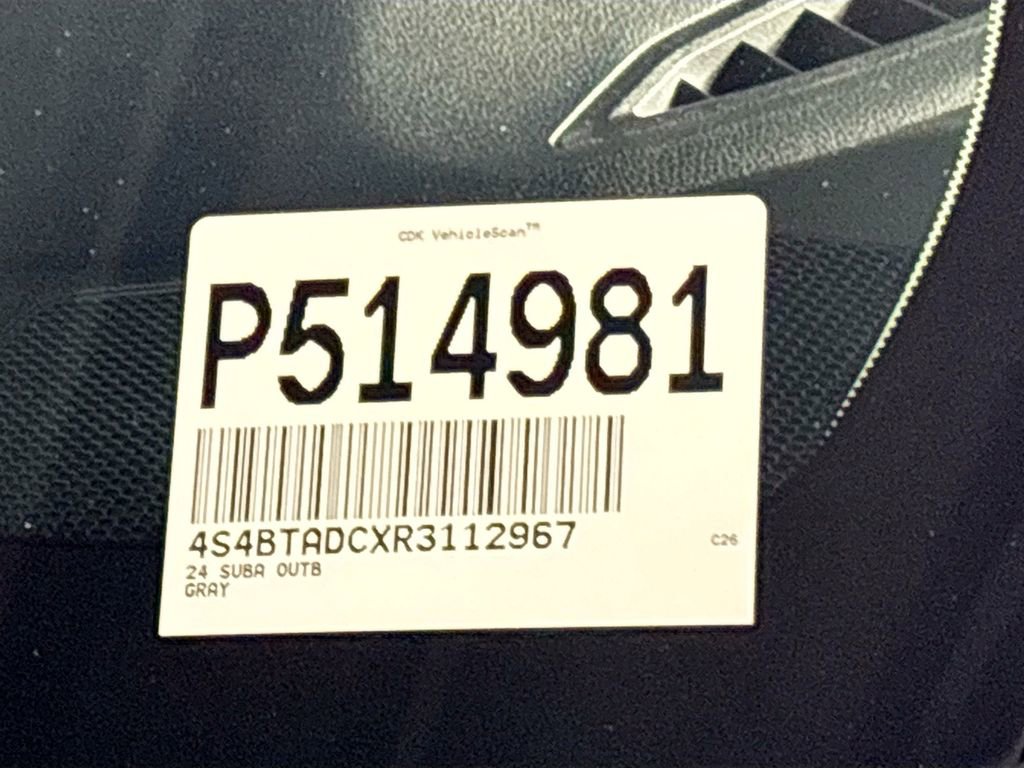 CDK VehicleScan™
P514981
4S4BTADCXR3112967
C26
24 SUBA OUTB
GRAY